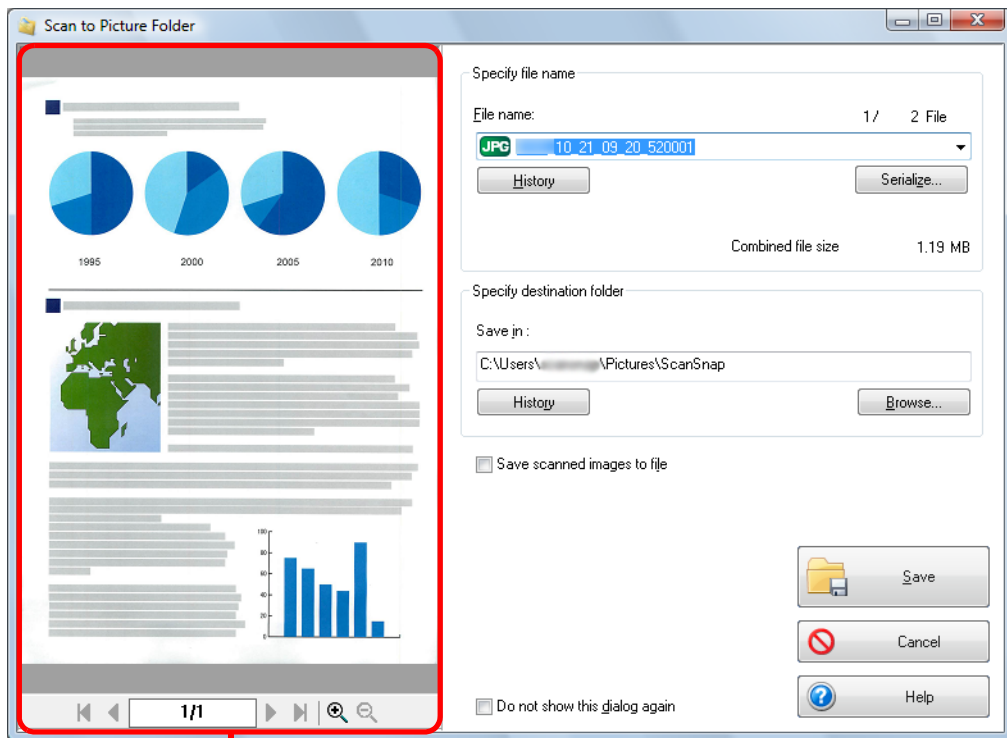 Scan to Picture Folder
1995 2000 2005 2010
100
80
60
40
20
0
1/1
Specify file name
File name: 1/ 2 File
JPG 10_21_09_20_520001
History Serialize...
Combined file size 1.19 MB
Specify destination folder
Save in :
C:\Users\ \Pictures\ScanSnap
History Browse...
Save scanned images to file
Save
Cancel
Help
Do not show this dialog again